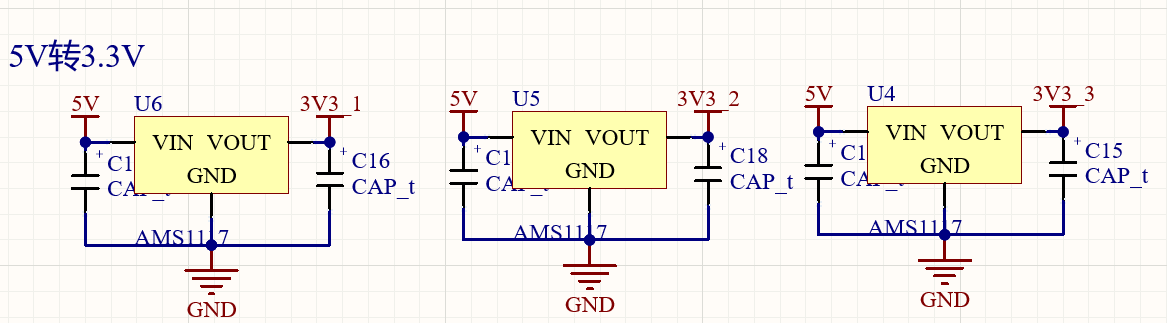 5V转3.3V
5V U6 3V3_1
VIN VOUT
GND
C16
CAP_t
AMS1117
GND
5V U5 3V3_2
VIN VOUT
GND
C18
CAP_t
AMS1117
GND
5V U4 3V3_3
VIN VOUT
GND
C15
CAP_t
AMS1117
GND